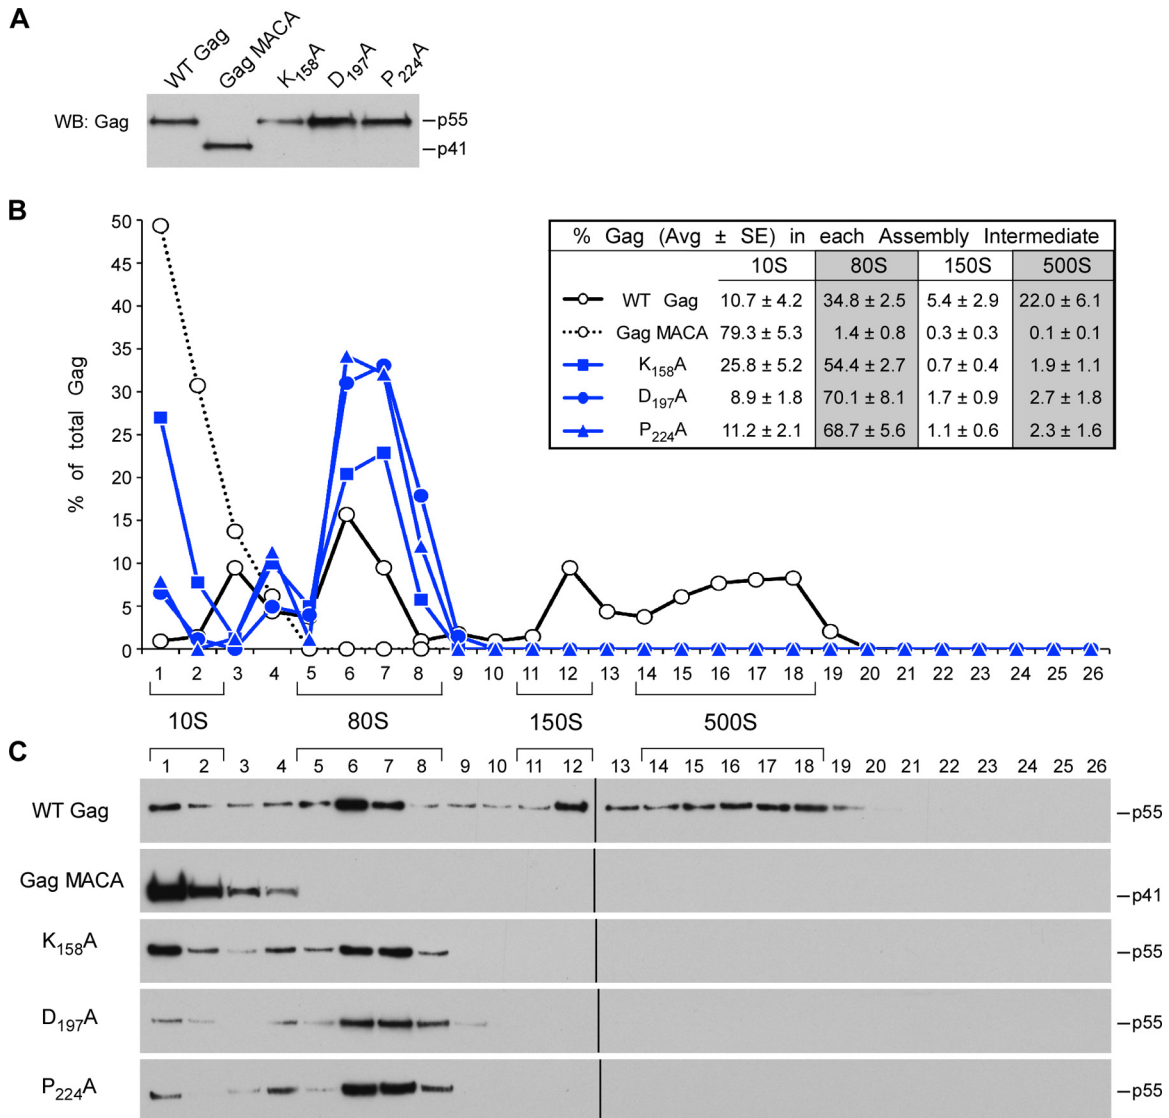 A
WT Gag
Gag MACA
K158A
D197A
P224A
WB: Gag
–p55
–p41
B
% of total Gag
50
45
40
35
30
25
20
15
10
5
0
% Gag (Avg ± SE) in each Assembly Intermediate
10S 80S 150S 500S
WT Gag 10.7 ± 4.2 34.8 ± 2.5 5.4 ± 2.9 22.0 ± 6.1
Gag MACA 79.3 ± 5.3 1.4 ± 0.8 0.3 ± 0.3 0.1 ± 0.1
K158A 25.8 ± 5.2 54.4 ± 2.7 0.7 ± 0.4 1.9 ± 1.1
D197A 8.9 ± 1.8 70.1 ± 8.1 1.7 ± 0.9 2.7 ± 1.8
P224A 11.2 ± 2.1 68.7 ± 5.6 1.1 ± 0.6 2.3 ± 1.6
1 2 3 4 5 6 7 8 9 10 11 12 13 14 15 16 17 18 19 20 21 22 23 24 25 26
10S 80S 150S 500S
C
1 2 3 4 5 6 7 8 9 10 11 12 13 14 15 16 17 18 19 20 21 22 23 24 25 26
WT Gag –p55
Gag MACA –p41
K158A –p55
D197A –p55
P224A –p55